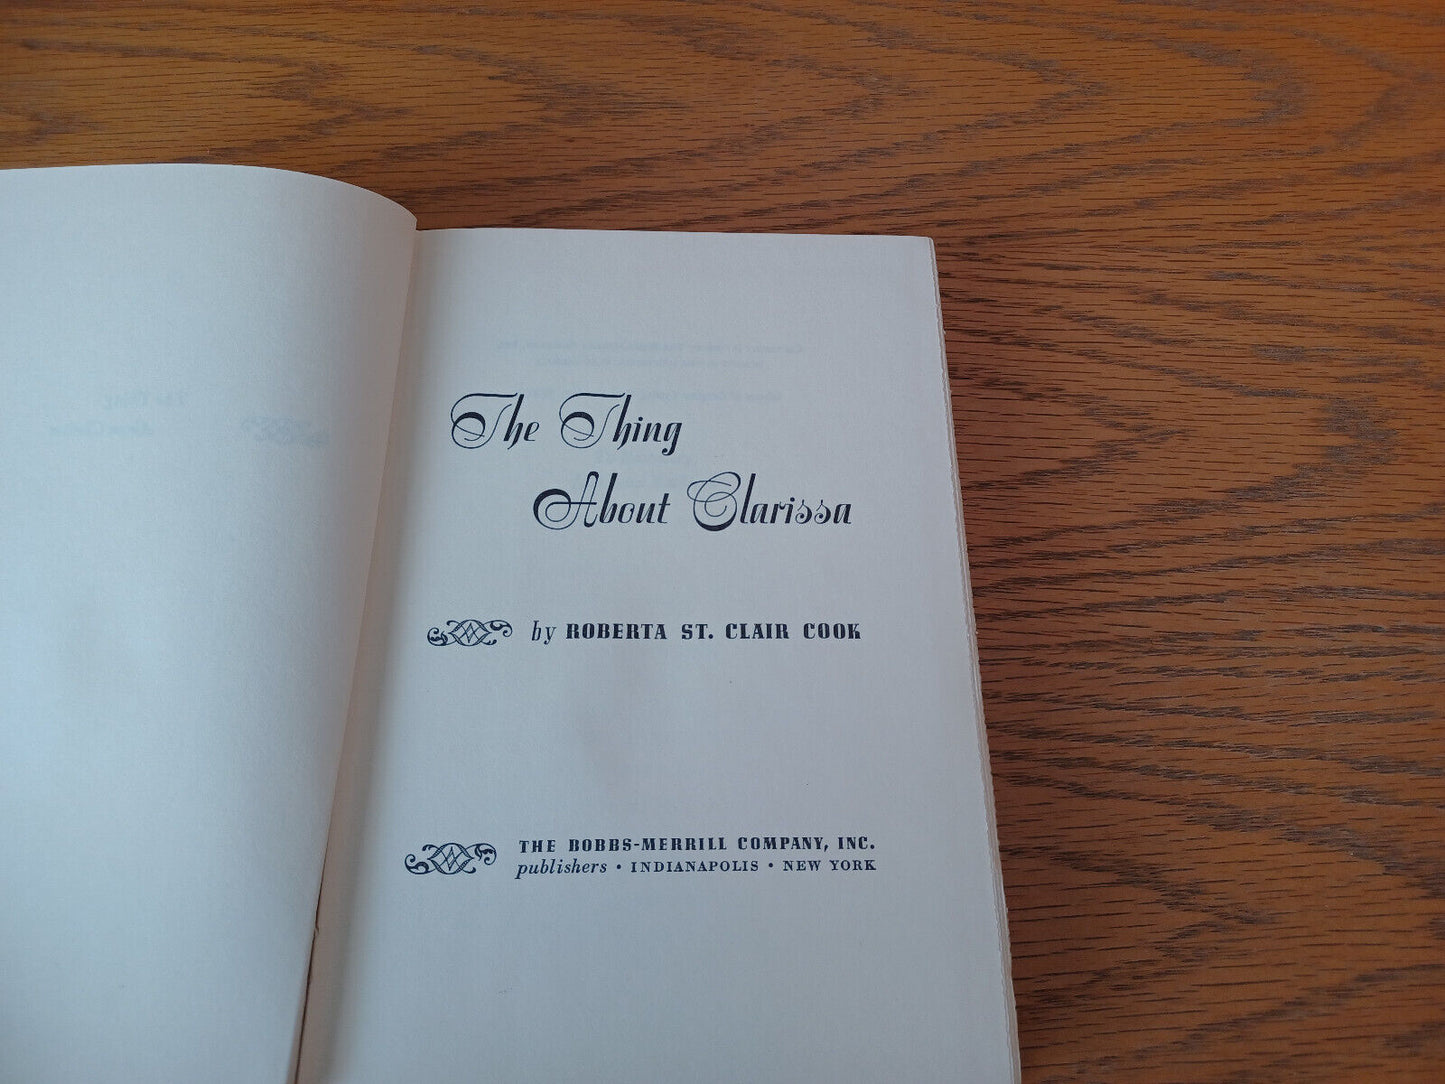 The Thing
About Clarissa
by ROBERTA ST. CLAIR COOK
THE BOBBS-MERRILL COMPANY, INC.
publishers • INDIANAPOLIS • NEW YORK